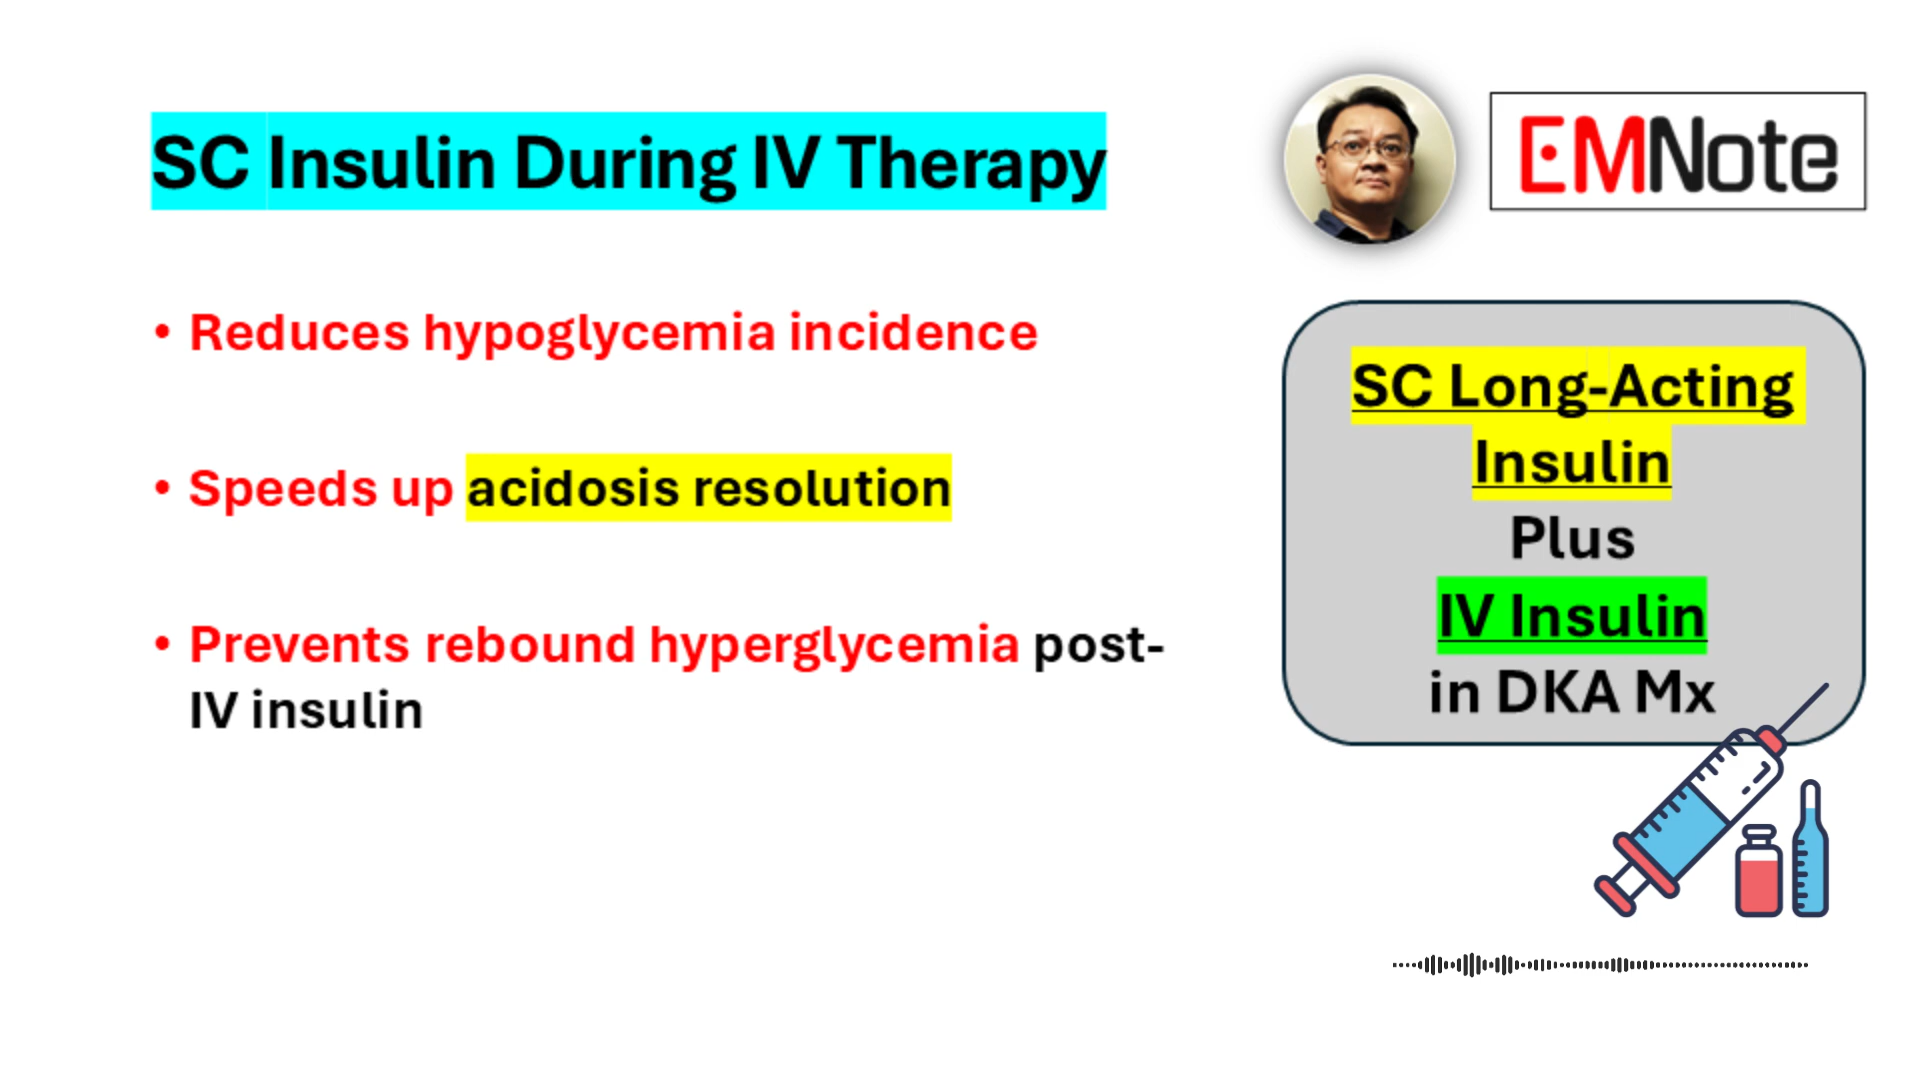 SC Insulin During IV Therapy
EMNote
• Reduces hypoglycemia incidence
• Speeds up acidosis resolution
• Prevents rebound hyperglycemia post-
IV insulin
SC Long-Acting
Insulin
Plus
IV Insulin
in DKA Mx